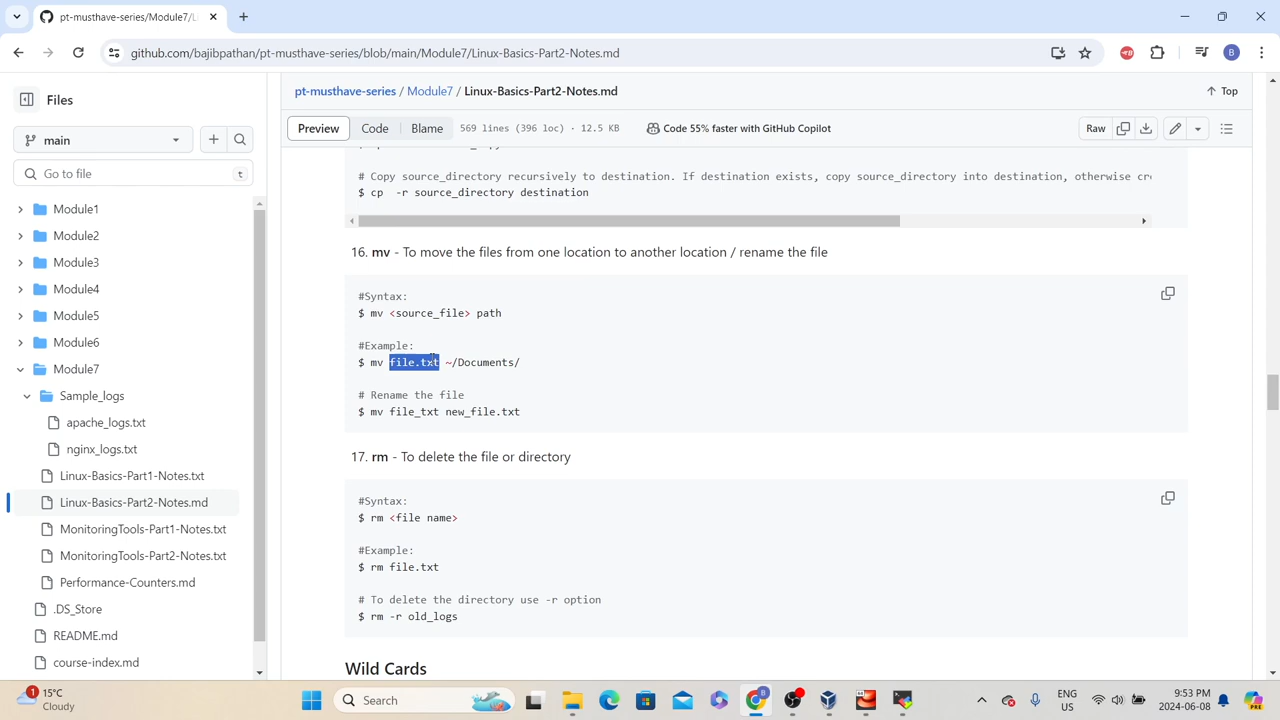 pt-musthave-series/Module7/L
github.com/bajibpathan/pt-musthave-series/blob/main/Module7/Linux-Basics-Part2-Notes.md
B
Files
pt-musthave-series / Module7 / Linux-Basics-Part2-Notes.md
Top
main
Preview
Code
Blame
569 lines (396 loc) · 12.5 KB
Code 55% faster with GitHub Copilot
Raw
Go to file
t
Module1
Module2
Module3
Module4
Module5
Module6
Module7
Sample_logs
apache_logs.txt
nginx_logs.txt
Linux-Basics-Part1-Notes.txt
Linux-Basics-Part2-Notes.md
MonitoringTools-Part1-Notes.txt
MonitoringTools-Part2-Notes.txt
Performance-Counters.md
.DS_Store
README.md
course-index.md
# Copy source_directory recursively to destination. If destination exists, copy source_directory into destination, otherwise cre
$ cp  -r source_directory destination
16. mv - To move the files from one location to another location / rename the file
#Syntax:
$ mv <source_file> path
#Example:
$ mv file.txt ~/Documents/
# Rename the file
$ mv file_txt new_file.txt
17. rm - To delete the file or directory
#Syntax:
$ rm <file name>
#Example:
$ rm file.txt
# To delete the directory use -r option
$ rm -r old_logs
Wild Cards
1
15°C
Cloudy
Search
ENG
US
9:53 PM
2024-06-08